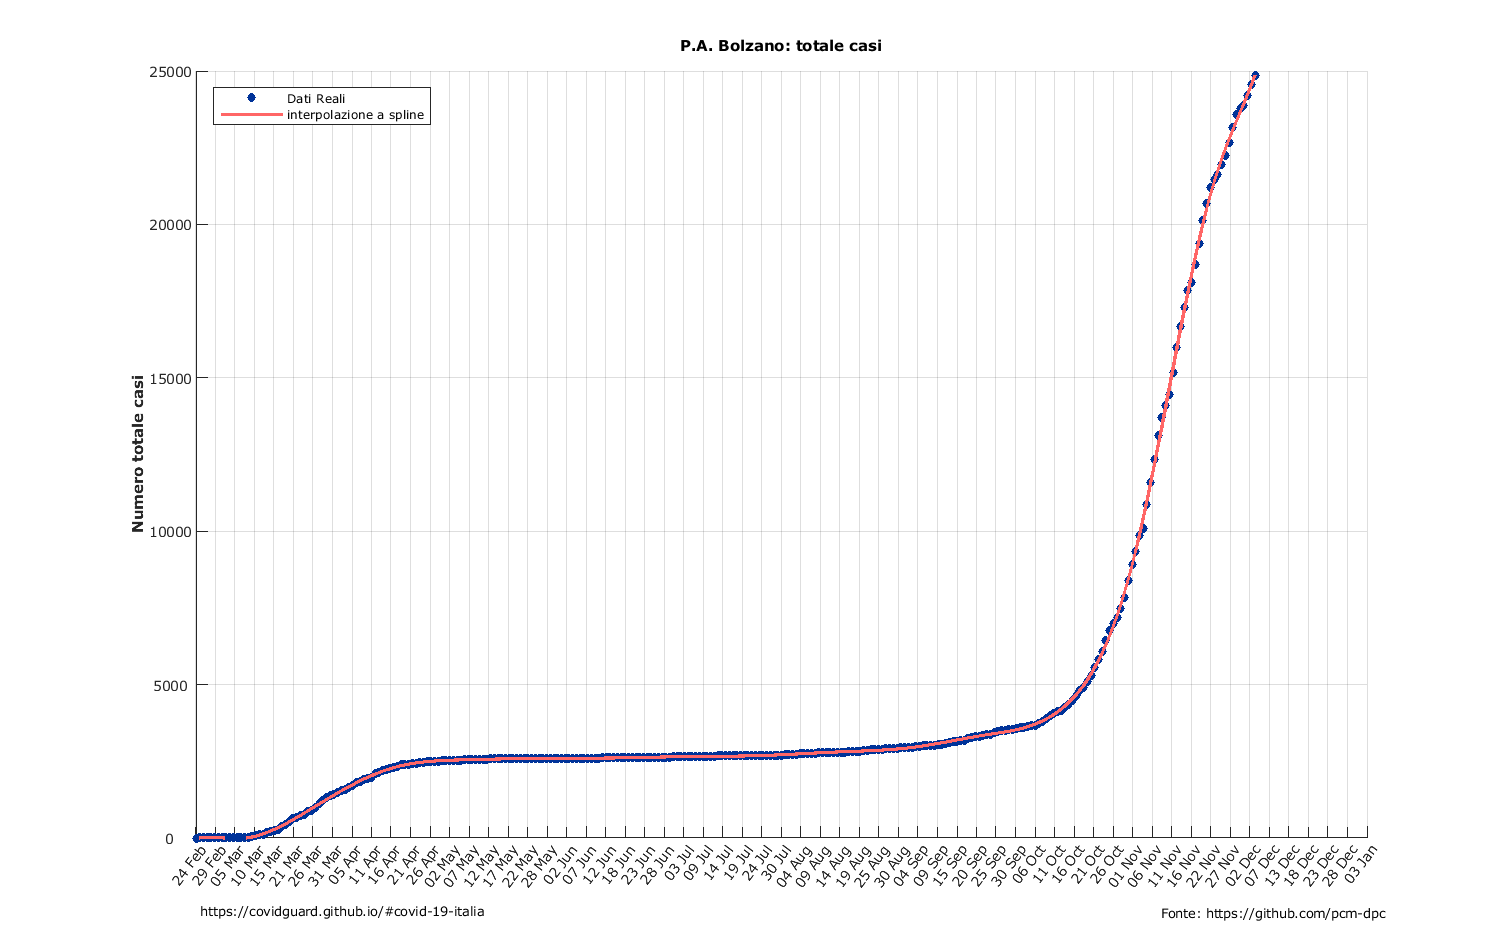 P.A. Bolzano: totale casi
25000
20000
15000
10000
5000
0
Numero totale casi
Dati Reali
interpolazione a spline
24 Feb
29 Feb
05 Mar
10 Mar
15 Mar
21 Mar
26 Mar
31 Mar
05 Apr
11 Apr
16 Apr
21 Apr
26 Apr
02 May
07 May
12 May
17 May
22 May
28 May
02 Jun
07 Jun
12 Jun
18 Jun
23 Jun
28 Jun
03 Jul
09 Jul
14 Jul
19 Jul
24 Jul
30 Jul
04 Aug
09 Aug
14 Aug
19 Aug
25 Aug
30 Aug
04 Sep
09 Sep
15 Sep
20 Sep
25 Sep
30 Sep
06 Oct
11 Oct
16 Oct
21 Oct
26 Oct
01 Nov
06 Nov
11 Nov
16 Nov
22 Nov
27 Nov
02 Dec
07 Dec
13 Dec
18 Dec
23 Dec
28 Dec
03 Jan
https://covidguard.github.io/#covid-19-italia
Fonte: https://github.com/pcm-dpc